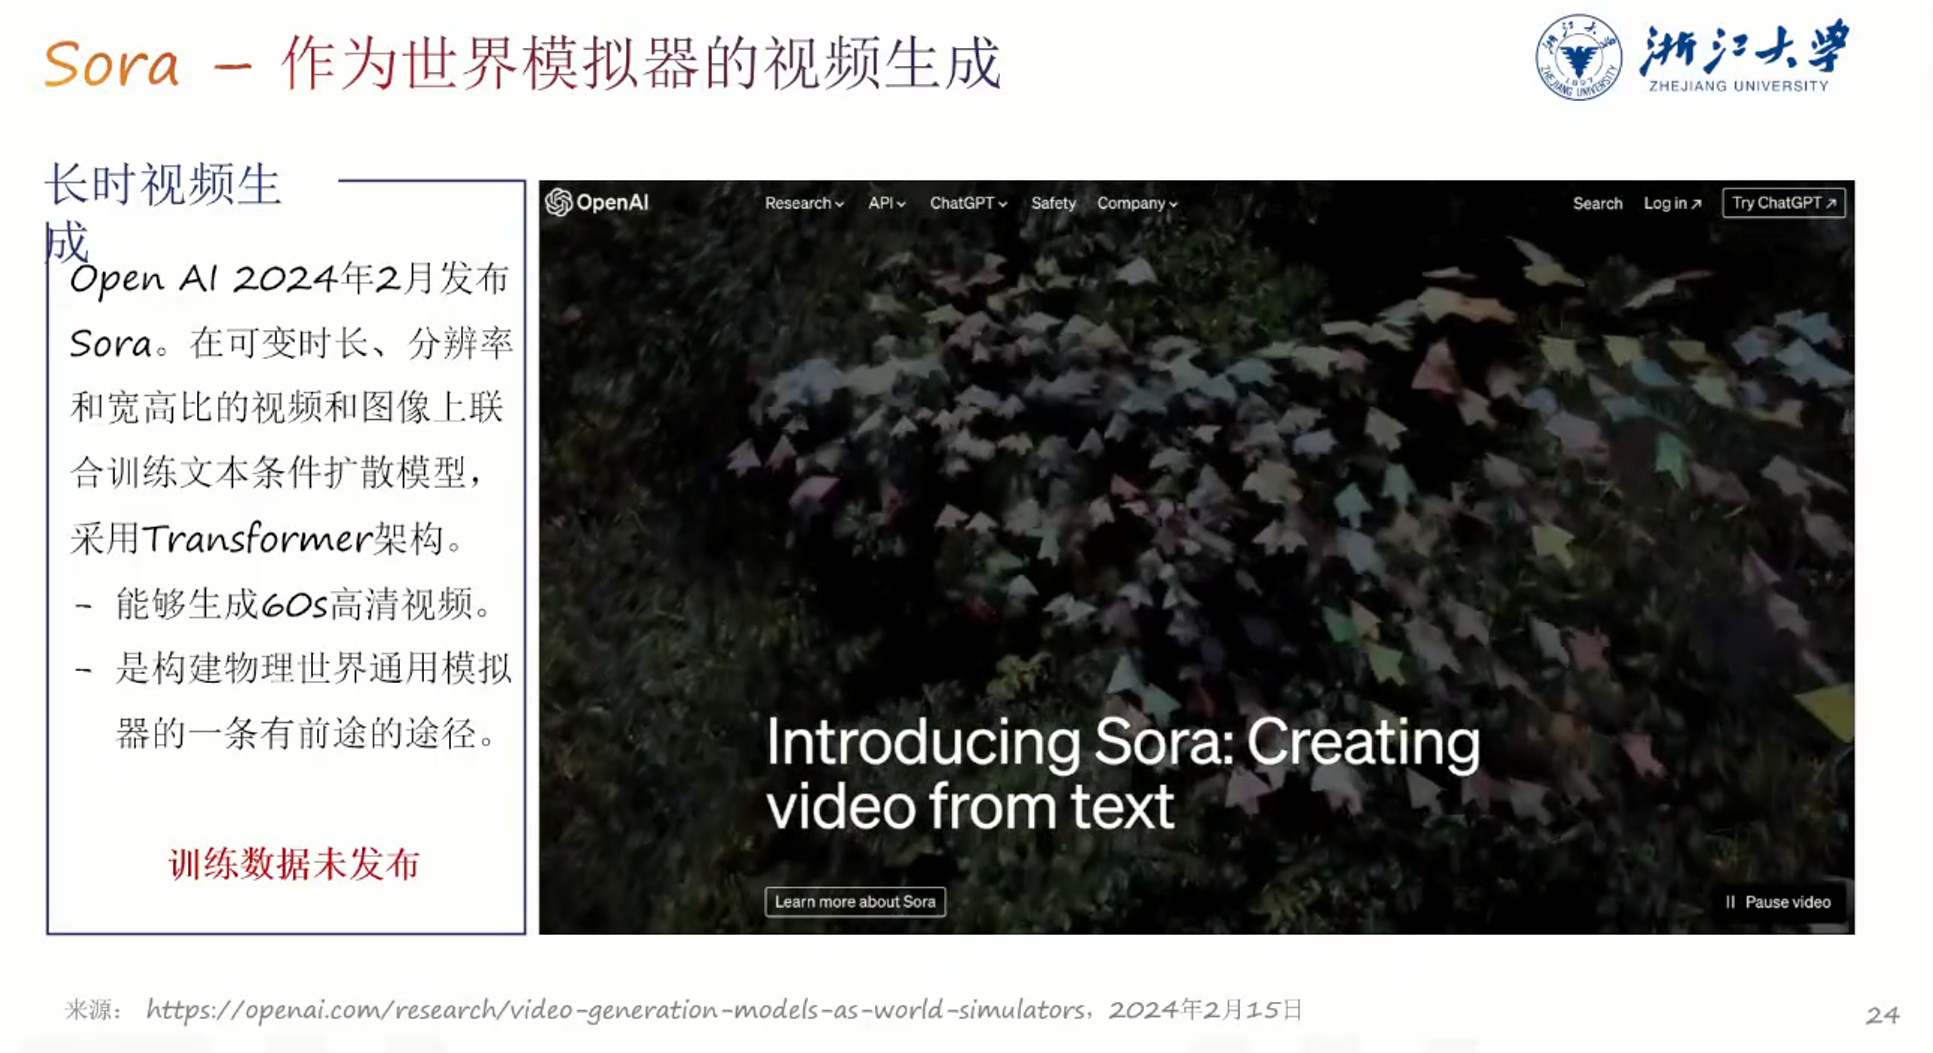 Sora - 作为世界模拟器的视频生成
浙江大学
ZHEJIANG UNIVERSITY
长时视频生
成
Open AI 2024年2月发布
Sora。在可变时长、分辨率
和宽高比的视频和图像上联
合训练文本条件扩散模型，
采用Transformer架构。
- 能够生成60s高清视频。
- 是构建物理世界通用模拟
器的一条有前途的途径。
训练数据未发布
OpenAI
Research API ChatGPT Safety Company
Search Log in ↗ Try ChatGPT ↗
Introducing Sora: Creating
video from text
Learn more about Sora
Pause video
来源： https://openai.com/research/video-generation-models-as-world-simulators，2024年2月15日
24